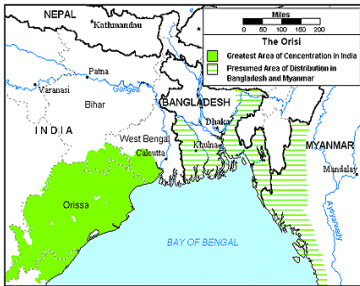 NEPAL
Kathmandau
Miles
0 50 100 150 200
The Orisi
Greatest Area of Concentration in India
Presumed Area of Distribution in
Bangladesh and Myanmar
Patna
Varanasi
Ganges
Bihar
BANGLADESH
INDIA
Dhaka
West Bengal
Calcutta
Khulna
MYANMAR
Mandalay
Orissa
Ayeyarwady
BAY OF BENGAL